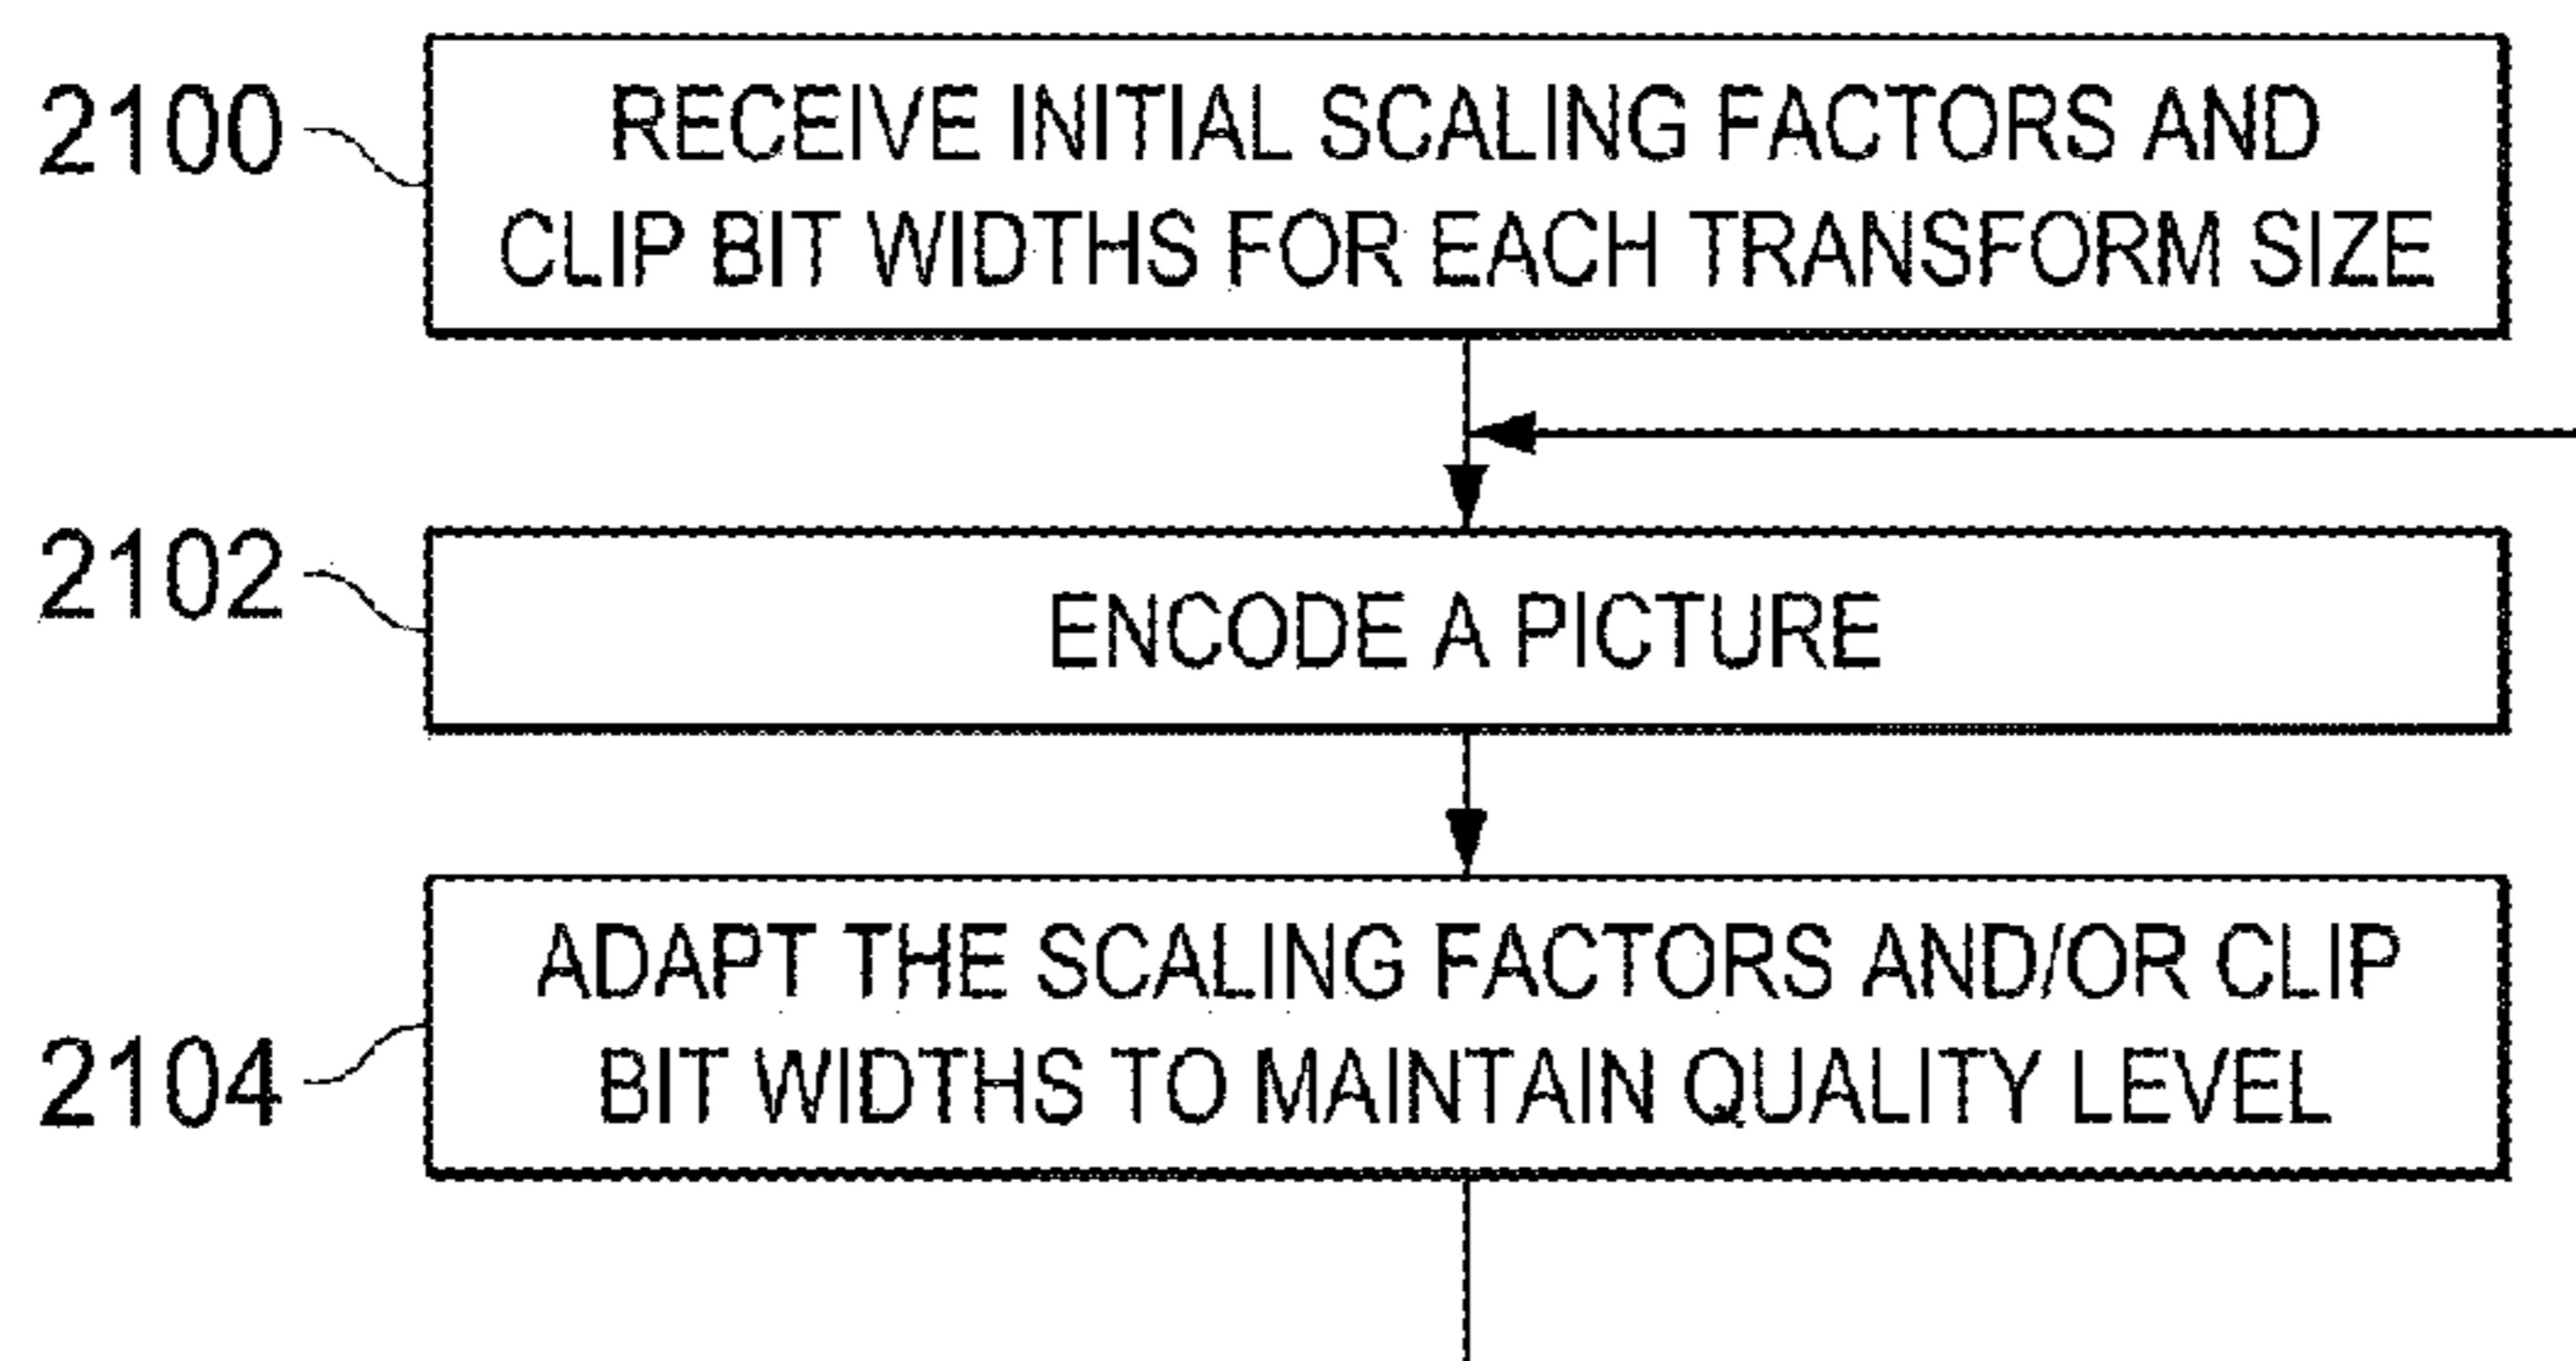 2100
RECEIVE INITIAL SCALING FACTORS AND
CLIP BIT WIDTHS FOR EACH TRANSFORM SIZE
2102
ENCODE A PICTURE
2104
ADAPT THE SCALING FACTORS AND/OR CLIP
BIT WIDTHS TO MAINTAIN QUALITY LEVEL